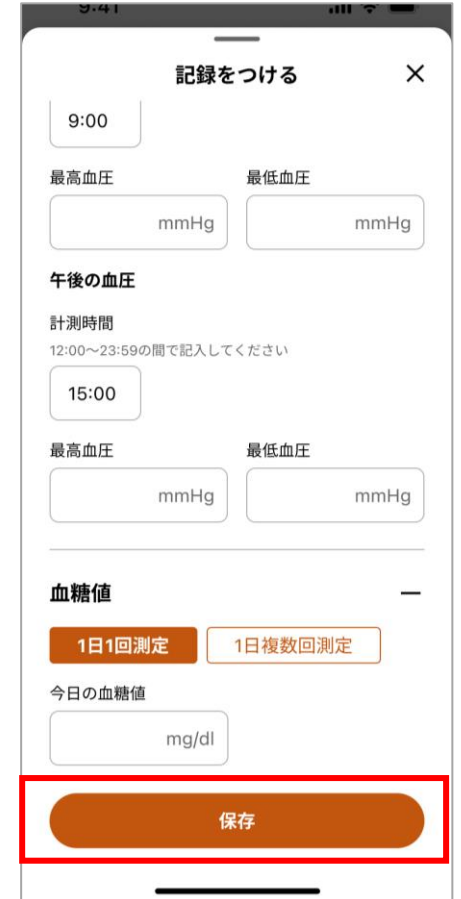 9:41
記録をつける
9:00
最高血圧 最低血圧
mmHg mmHg
午後の血圧
計測時間
12:00〜23:59の間で記入してください
15:00
最高血圧 最低血圧
mmHg mmHg
血糖値
1日1回測定 1日複数回測定
今日の血糖値
mg/dl
保存